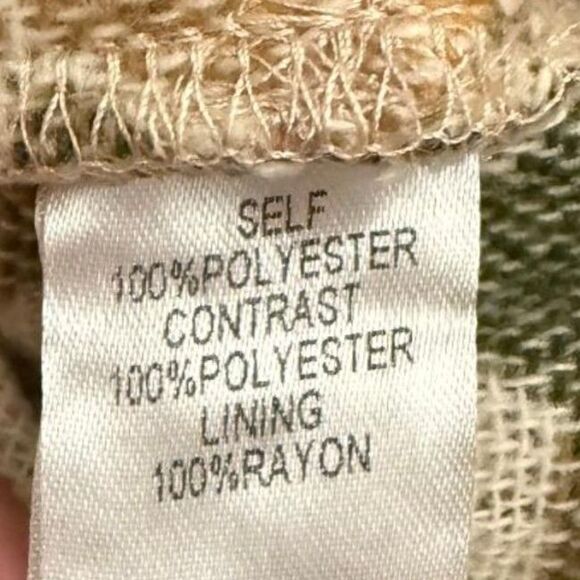 SELF
100%POLYESTER
CONTRAST
100%POLYESTER
LINING
100%RAYON